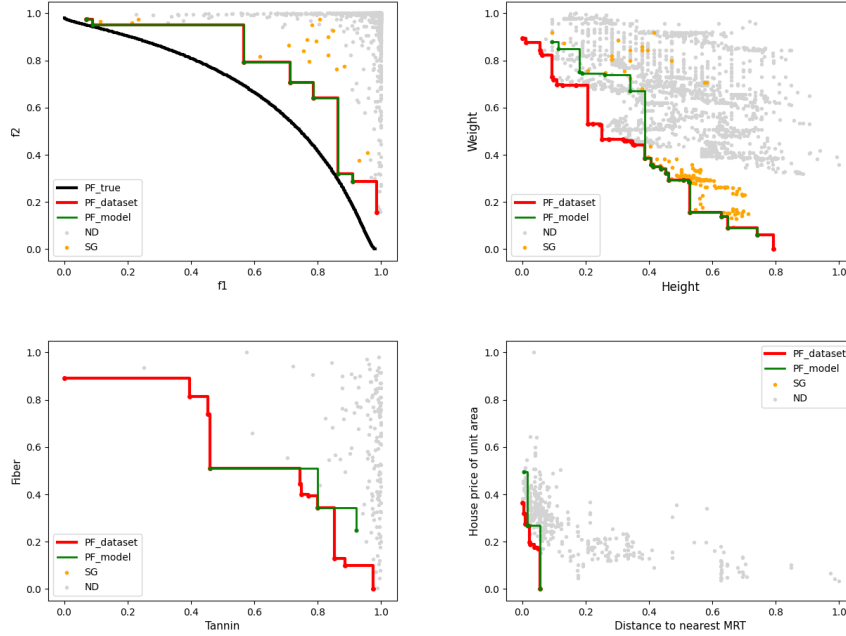 1.0
0.8
0.6
0.4
0.2
0.0
f2
PF_true
PF_dataset
PF_model
ND
SG
0.0 0.2 0.4 0.6 0.8 1.0
f1
1.0
0.8
0.6
0.4
0.2
0.0
Weight
PF_dataset
PF_model
ND
SG
0.0 0.2 0.4 0.6 0.8 1.0
Height
1.0
0.8
0.6
0.4
0.2
0.0
Fiber
PF_dataset
PF_model
SG
ND
0.0 0.2 0.4 0.6 0.8 1.0
Tannin
1.0
0.8
0.6
0.4
0.2
0.0
House price of unit area
PF_dataset
PF_model
SG
ND
0.0 0.2 0.4 0.6 0.8 1.0
Distance to nearest MRT